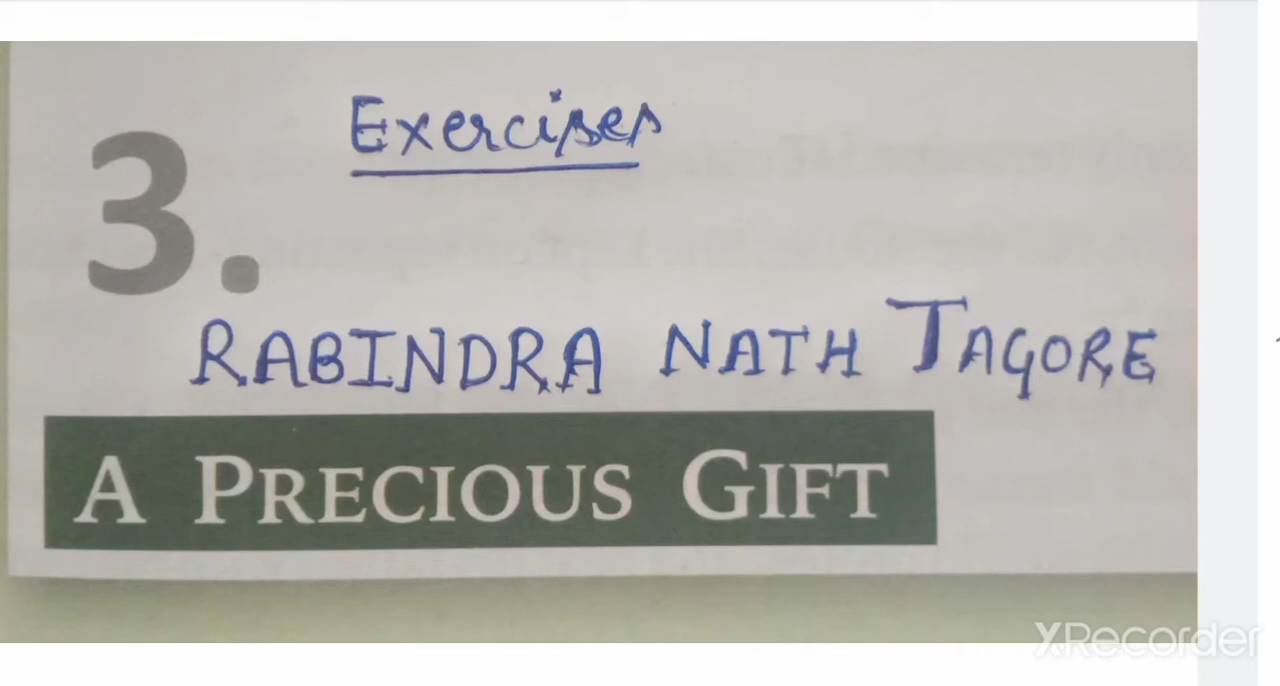 Exercises
3.
RABINDRA NATH TAGORE
A PRECIOUS GIFT
XRecorder